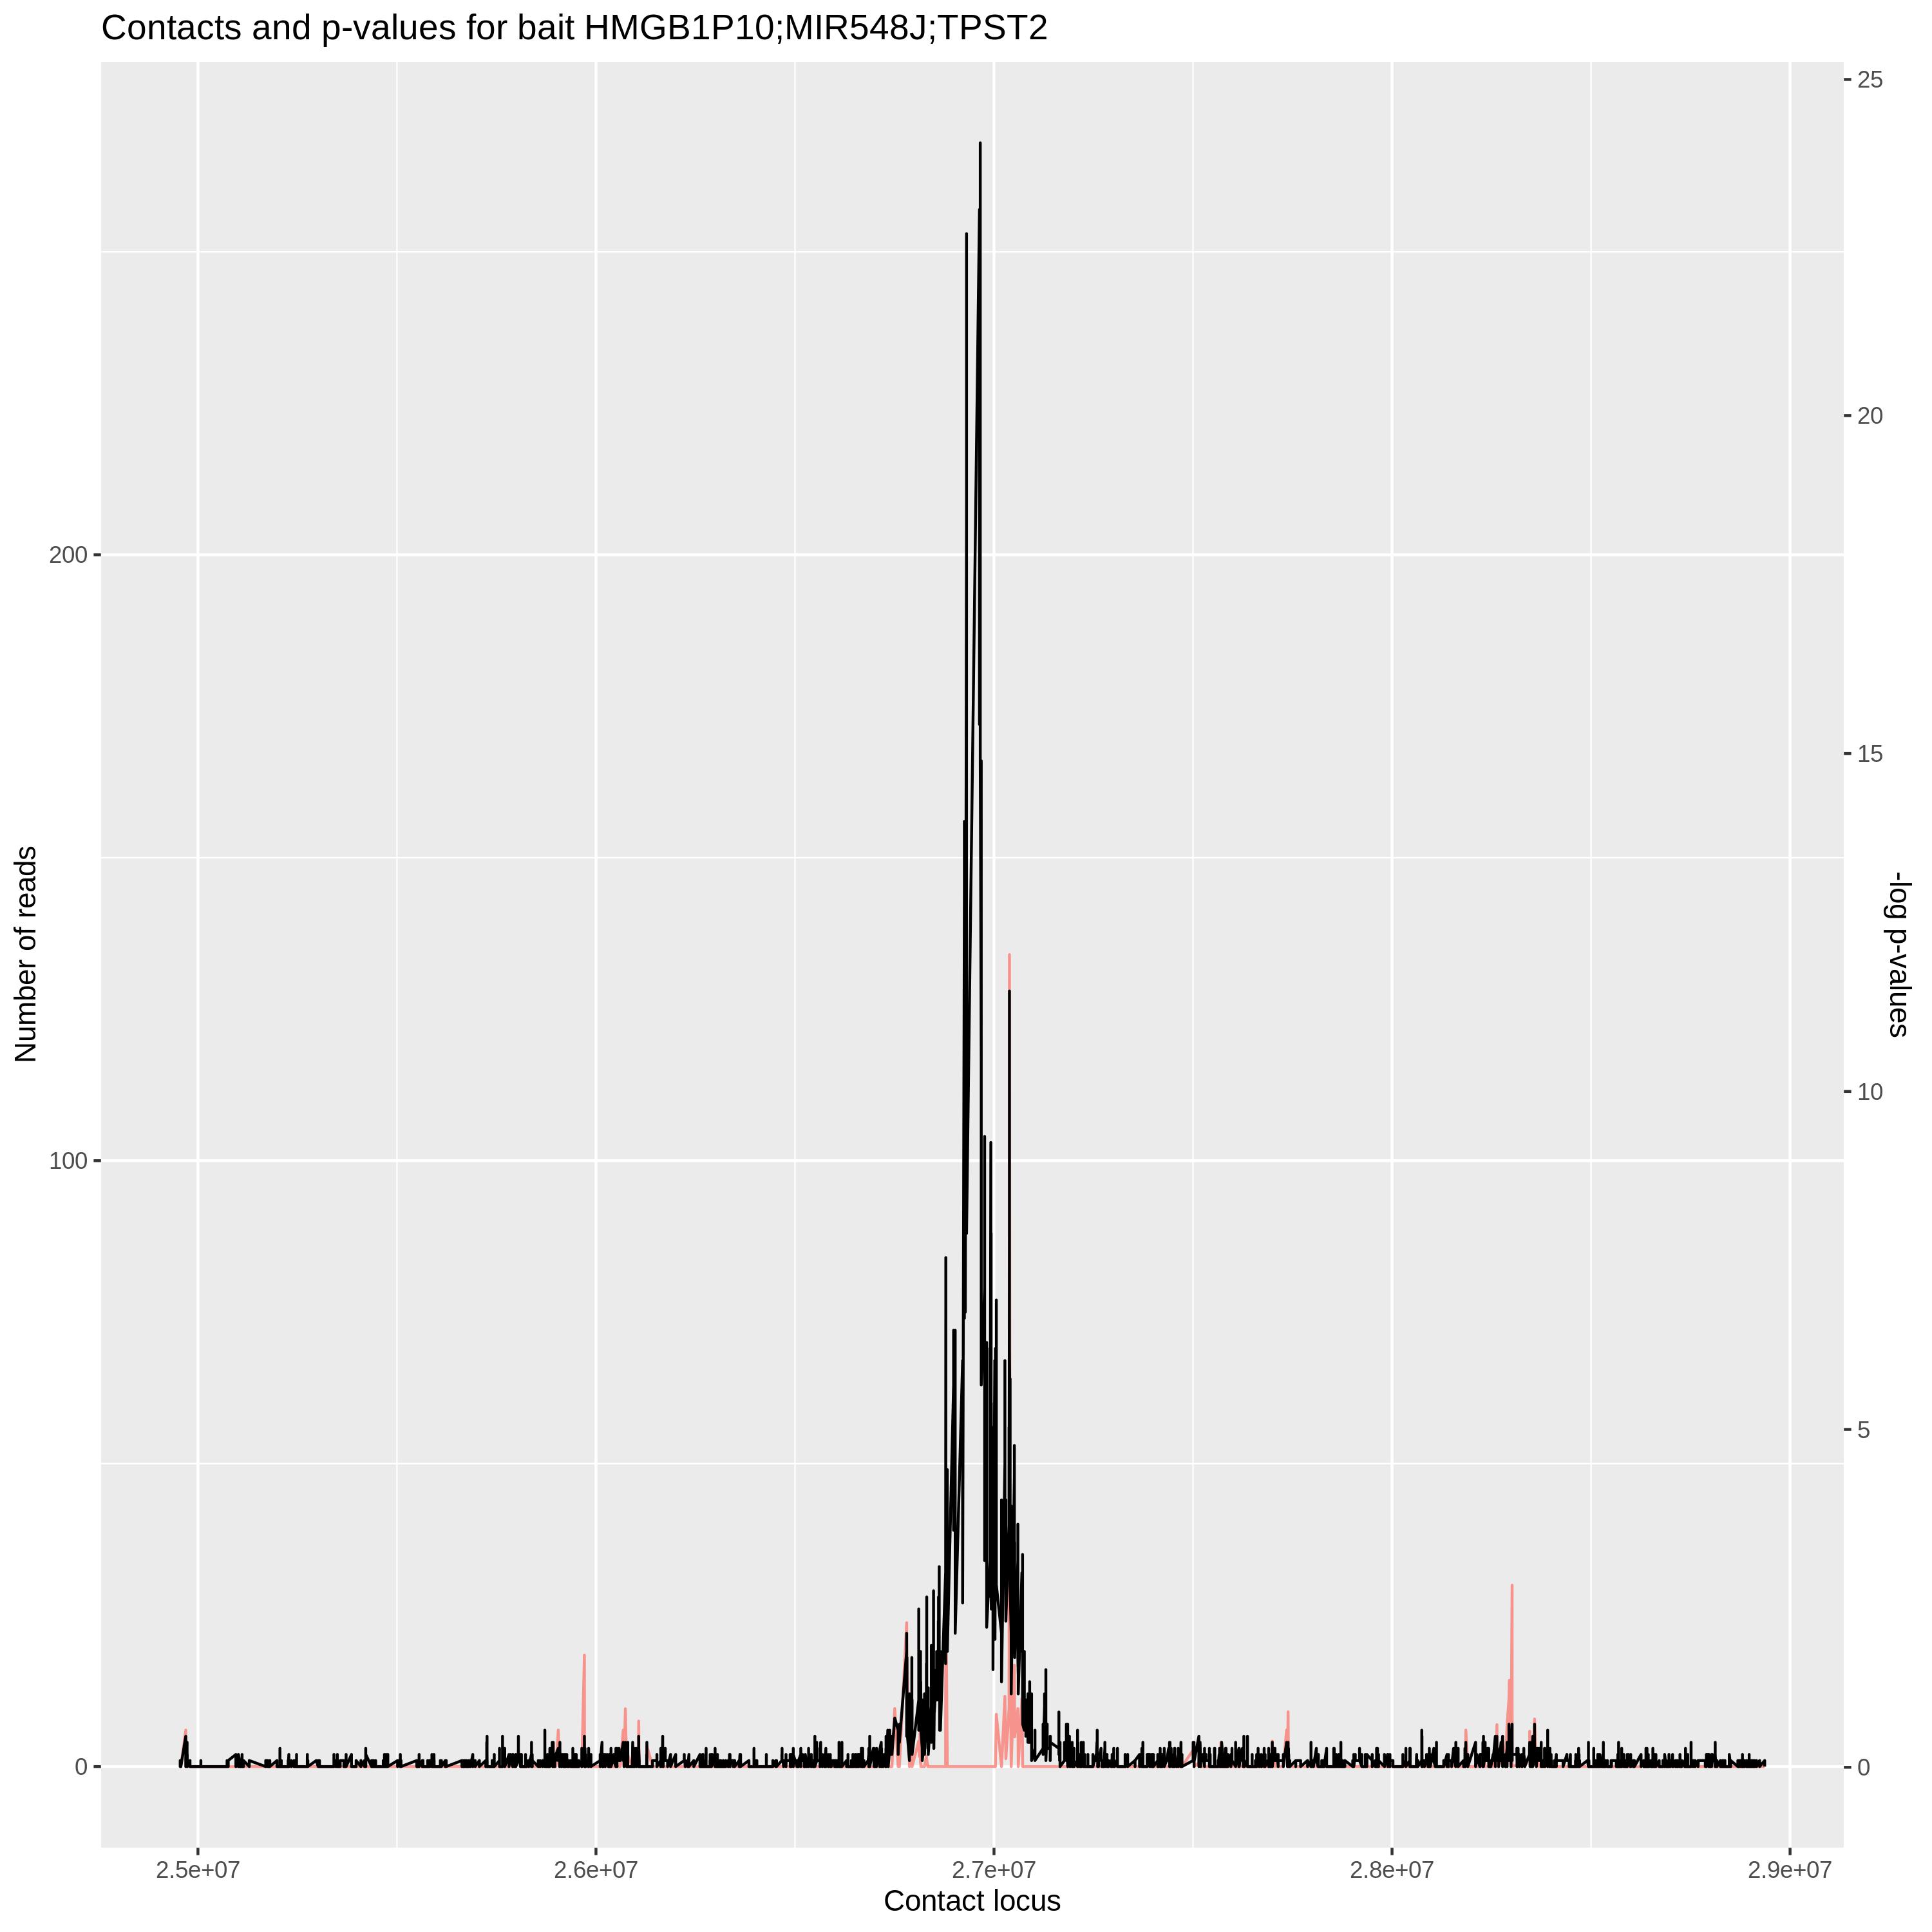 Contacts and p-values for bait HMGB1P10;MIR548J;TPST2
Number of reads
200
100
0
25
20
15
10
5
0
-log p-values
2.5e+07 2.6e+07 2.7e+07 2.8e+07 2.9e+07
Contact locus